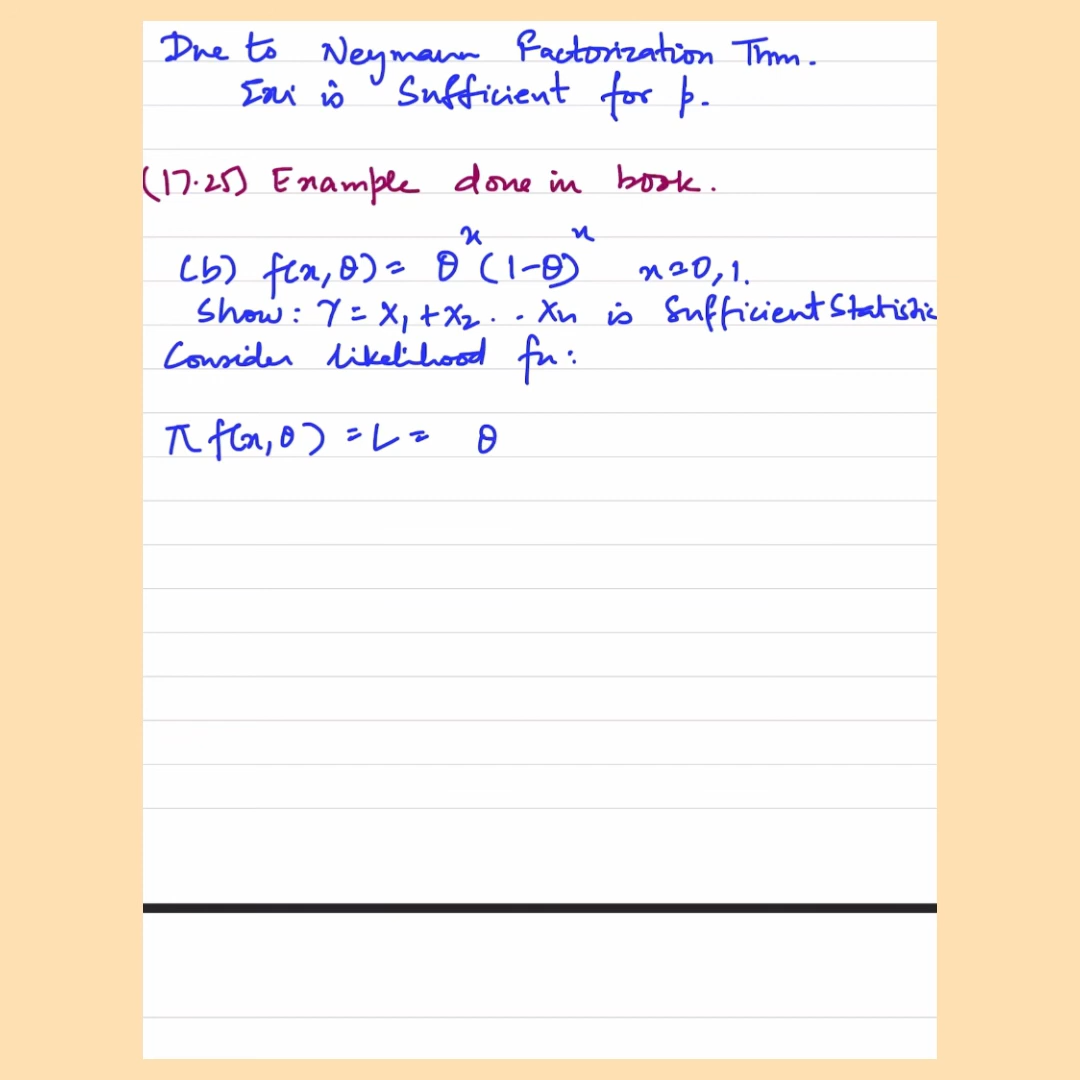 Due to Neymann Factorization Thm.
Σxi is Sufficient for p.
(17.25) Example done in book.
(b) f(x,θ) = θ^x (1-θ)^x x=0,1.
Show: Y = X₁ + X₂ . . Xn is Sufficient Statistic
Consider likelihood fn:
π f(x,θ) = L = θ